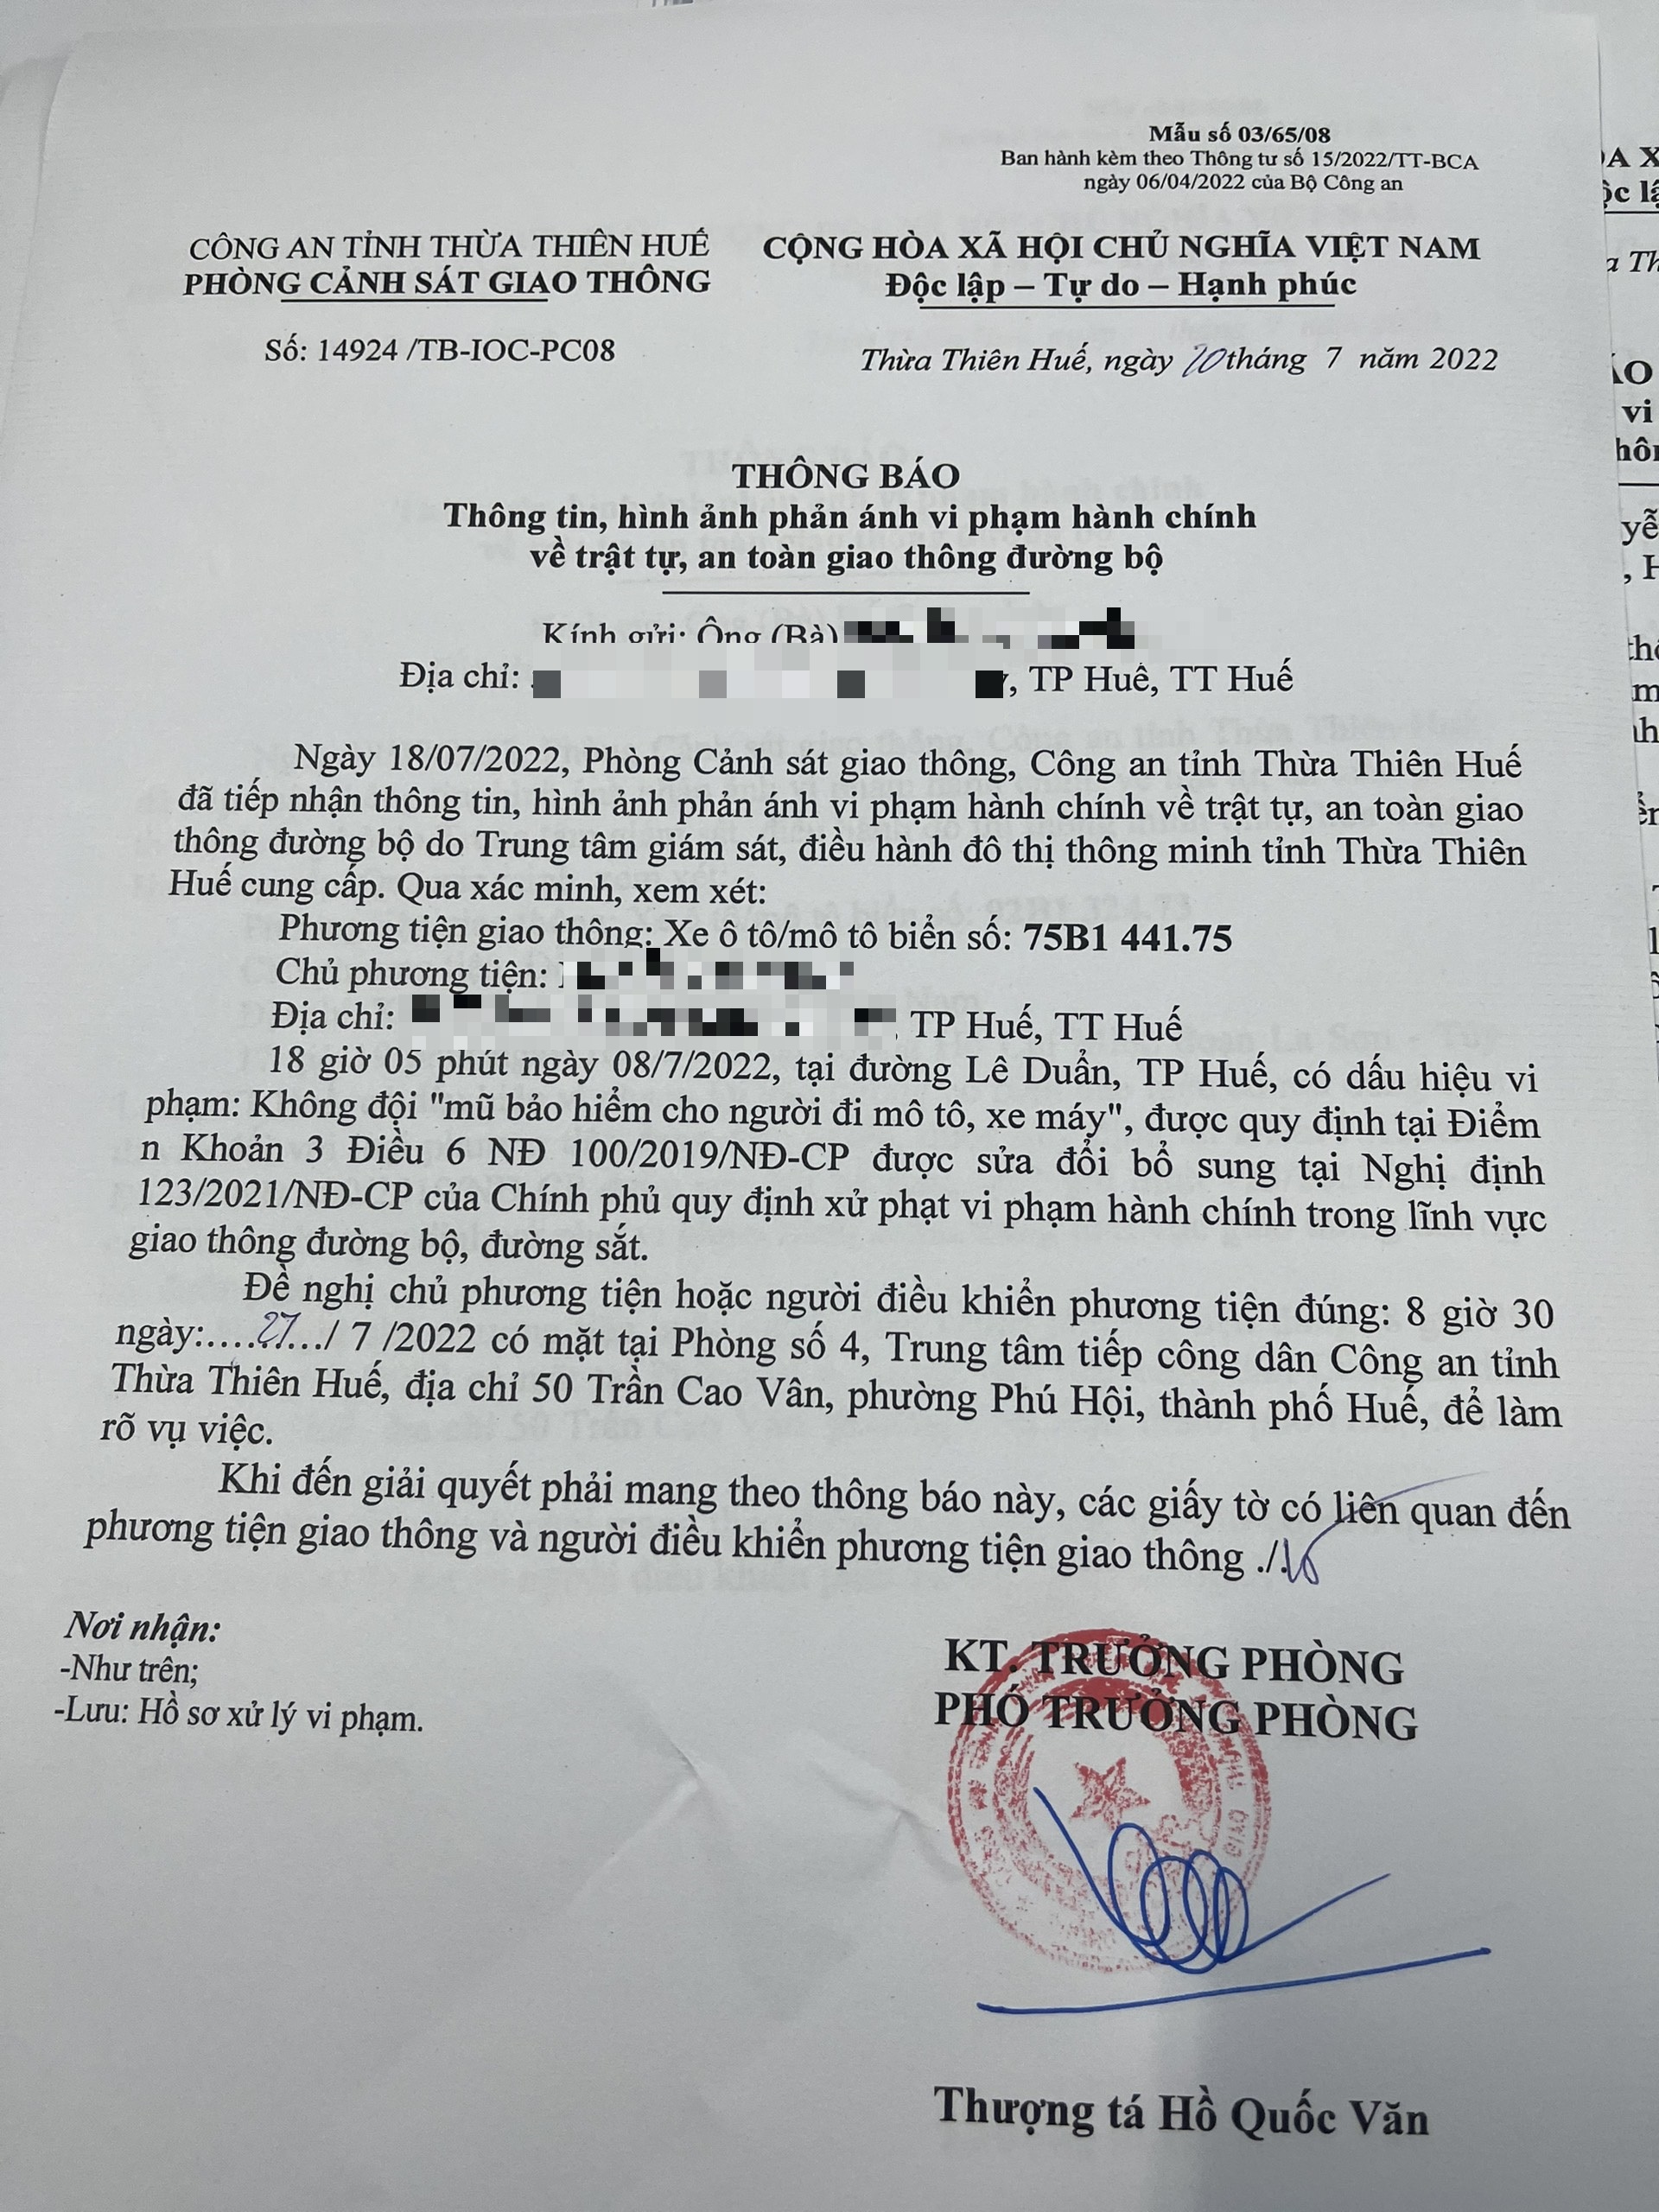 Mẫu số 03/65/08
Ban hành kèm theo Thông tư số 15/2022/TT-BCA
ngày 06/04/2022 của Bộ Công an
CÔNG AN TỈNH THỪA THIÊN HUẾ
PHÒNG CẢNH SÁT GIAO THÔNG
CỘNG HÒA XÃ HỘI CHỦ NGHĨA VIỆT NAM
Độc lập – Tự do – Hạnh phúc
Số: 14924 /TB-IOC-PC08
Thừa Thiên Huế, ngày 20 tháng 7 năm 2022
THÔNG BÁO
Thông tin, hình ảnh phản ánh vi phạm hành chính
về trật tự, an toàn giao thông đường bộ
Kính gửi: Ông (Bà)
Địa chỉ: , TP Huế, TT Huế
Ngày 18/07/2022, Phòng Cảnh sát giao thông, Công an tỉnh Thừa Thiên Huế
đã tiếp nhận thông tin, hình ảnh phản ánh vi phạm hành chính về trật tự, an toàn giao
thông đường bộ do Trung tâm giám sát, điều hành đô thị thông minh tỉnh Thừa Thiên
Huế cung cấp. Qua xác minh, xem xét:
Phương tiện giao thông: Xe ô tô/mô tô biển số: 75B1 441.75
Chủ phương tiện:
Địa chỉ: , TP Huế, TT Huế
18 giờ 05 phút ngày 08/7/2022, tại đường Lê Duẩn, TP Huế, có dấu hiệu vi
phạm: Không đội "mũ bảo hiểm cho người đi mô tô, xe máy", được quy định tại Điểm
n Khoản 3 Điều 6 NĐ 100/2019/NĐ-CP được sửa đổi bổ sung tại Nghị định
123/2021/NĐ-CP của Chính phủ quy định xử phạt vi phạm hành chính trong lĩnh vực
giao thông đường bộ, đường sắt.
Đề nghị chủ phương tiện hoặc người điều khiển phương tiện đúng: 8 giờ 30
ngày:....27.../ 7 /2022 có mặt tại Phòng số 4, Trung tâm tiếp công dân Công an tỉnh
Thừa Thiên Huế, địa chỉ 50 Trần Cao Vân, phường Phú Hội, thành phố Huế, để làm
rõ vụ việc.
Khi đến giải quyết phải mang theo thông báo này, các giấy tờ có liên quan đến
phương tiện giao thông và người điều khiển phương tiện giao thông ./.
Nơi nhận:
-Như trên;
-Lưu: Hồ sơ xử lý vi phạm.
KT. TRƯỞNG PHÒNG
PHÓ TRƯỞNG PHÒNG
Thượng tá Hồ Quốc Văn